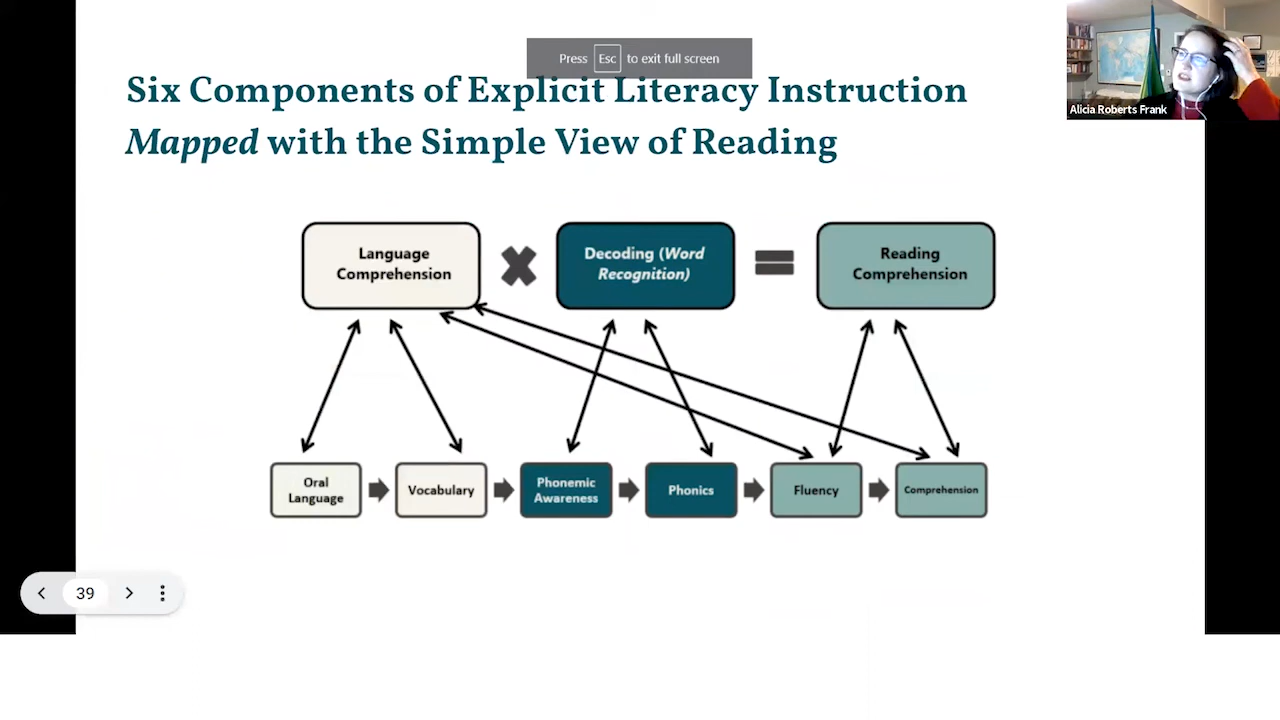 Press Esc to exit full screen
Six Components of Explicit Literacy Instruction
Mapped with the Simple View of Reading
Alicia Roberts Frank
Language
Comprehension
Decoding (Word
Recognition)
Reading
Comprehension
Oral
Language
Vocabulary
Phonemic
Awareness
Phonics
Fluency
Comprehension
39